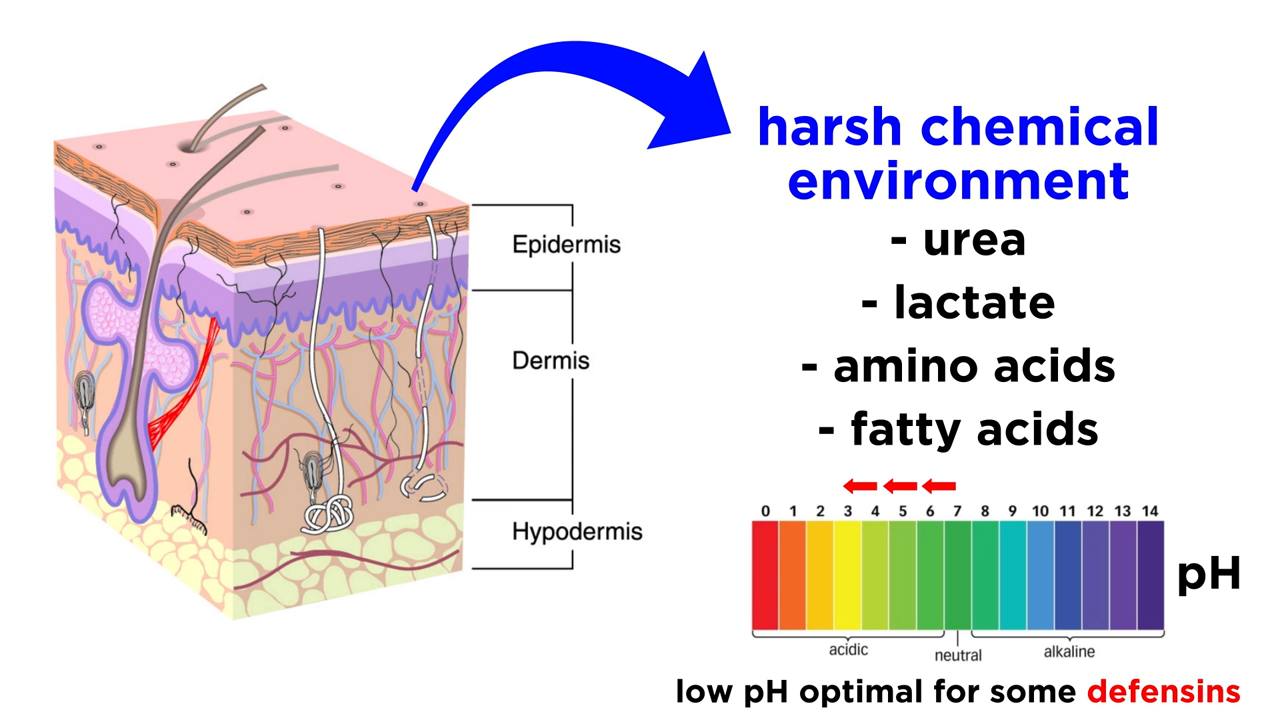 harsh chemical
environment
- urea
- lactate
- amino acids
- fatty acids
Epidermis
Dermis
Hypodermis
0 1 2 3 4 5 6 7 8 9 10 11 12 13 14
pH
acidic neutral alkaline
low pH optimal for some defensins